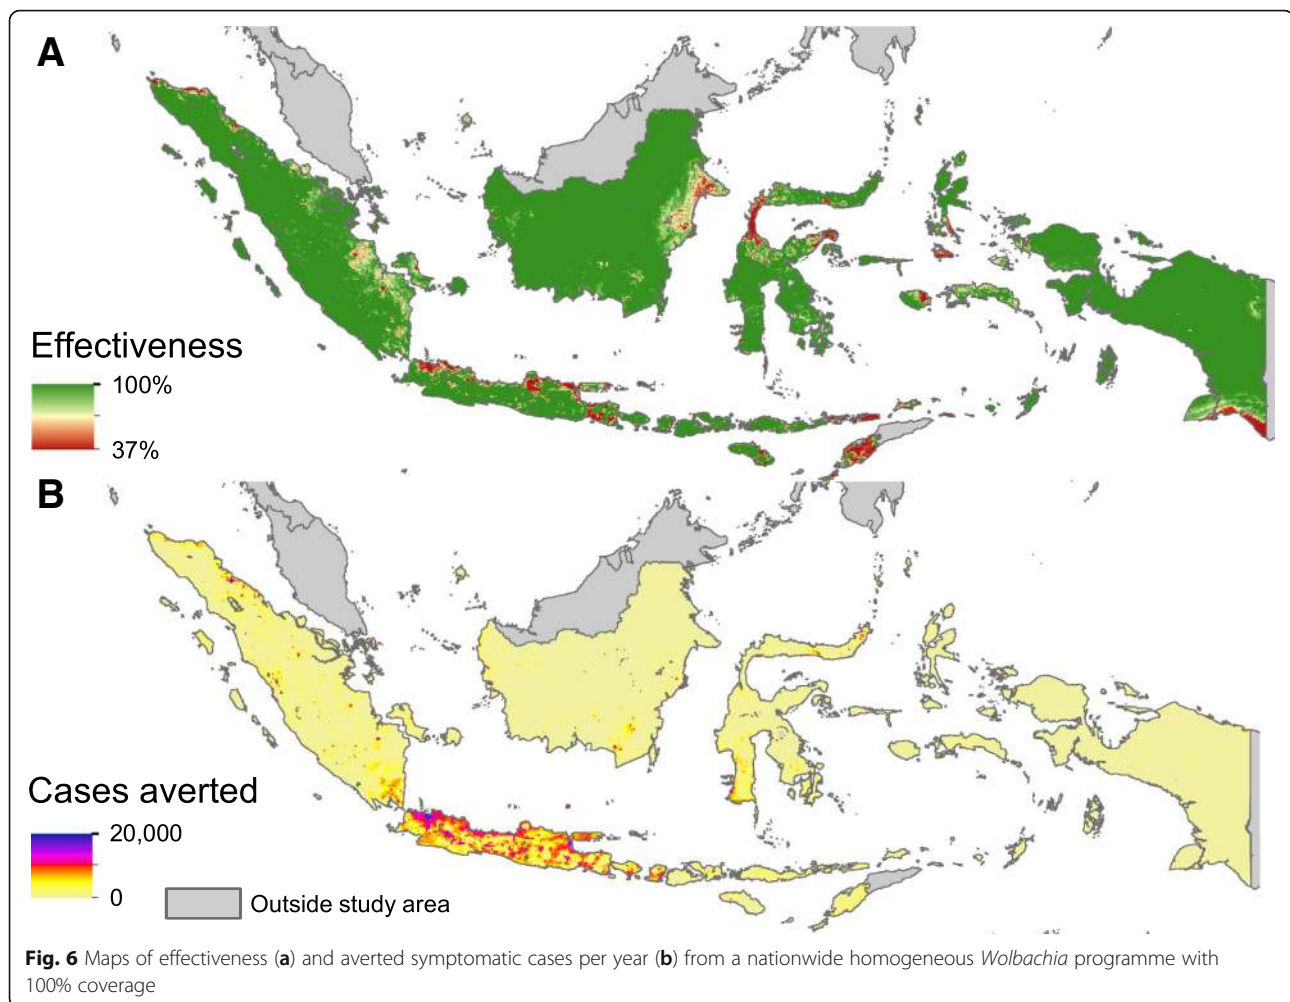 A
Effectiveness
100%
37%
B
Cases averted
20,000
0
Outside study area
Fig. 6 Maps of effectiveness (a) and averted symptomatic cases per year (b) from a nationwide homogeneous Wolbachia programme with
100% coverage